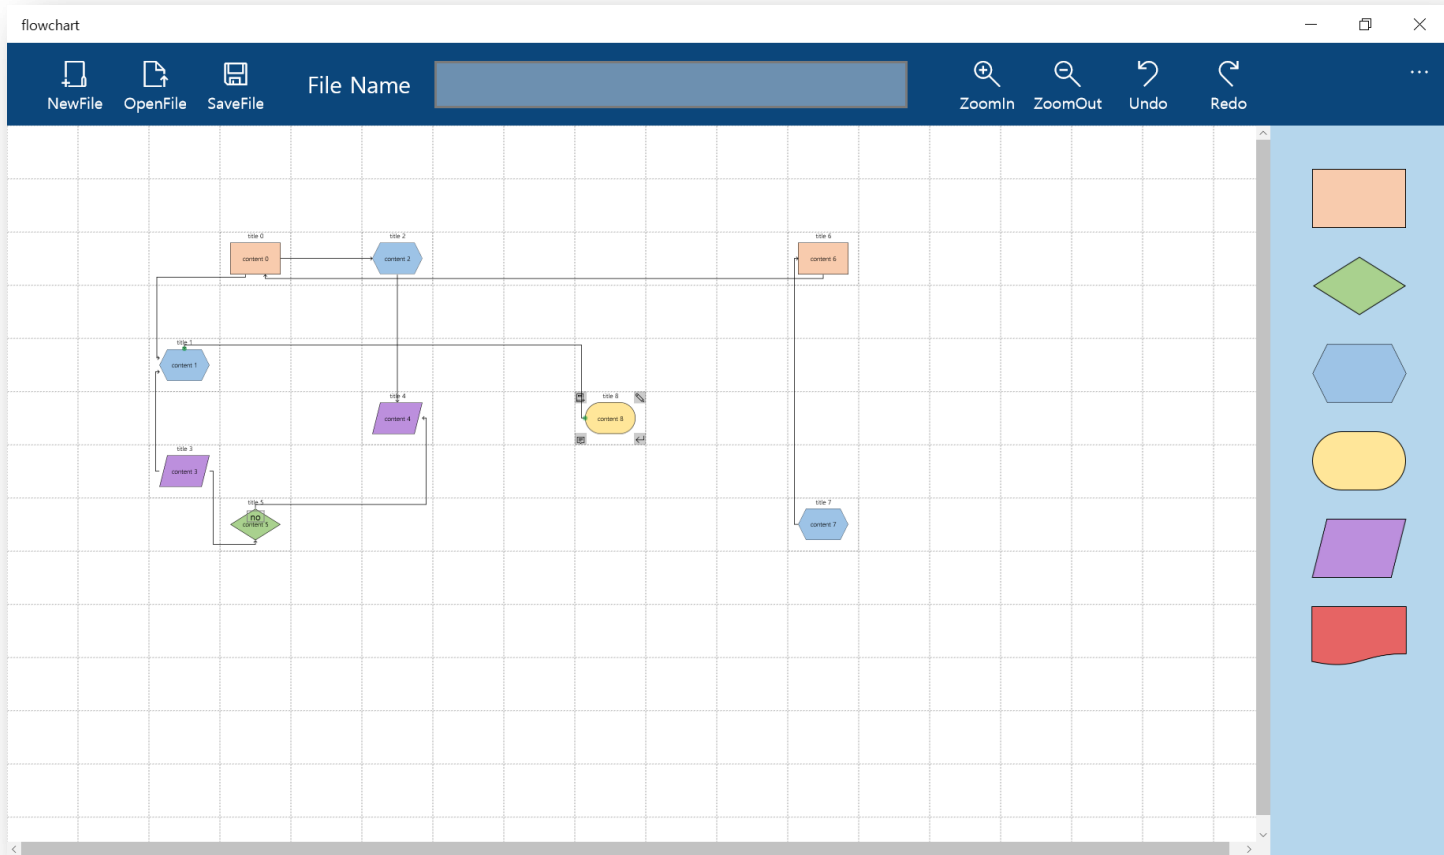 flowchart
NewFile
OpenFile
SaveFile
File Name
ZoomIn
ZoomOut
Undo
Redo
title 0
content 0
title 2
content 2
title 6
content 6
title 1
content 1
title 4
content 4
title 8
content 8
title 3
content 3
title 5
no
content 5
title 7
content 7